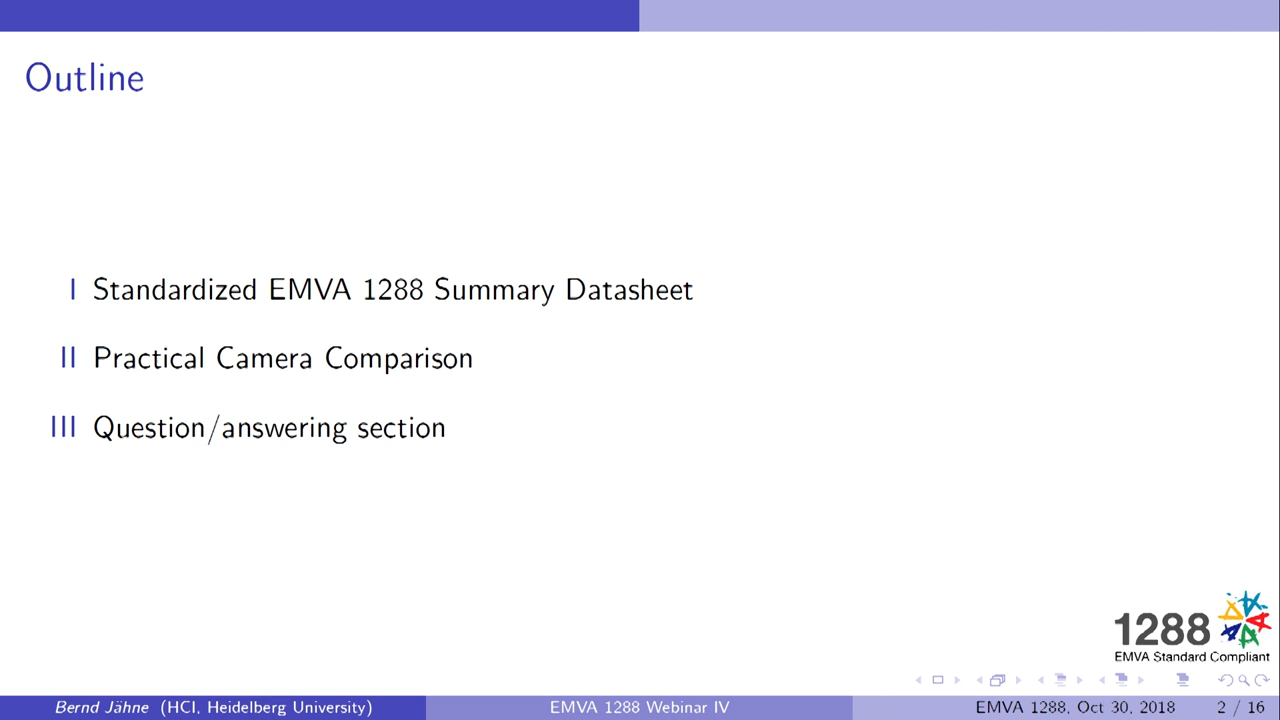 Outline
I Standardized EMVA 1288 Summary Datasheet
II Practical Camera Comparison
III Question/answering section
1288
EMVA Standard Compliant
Bernd Jähne (HCI, Heidelberg University) EMVA 1288 Webinar IV EMVA 1288, Oct 30, 2018 2 / 16